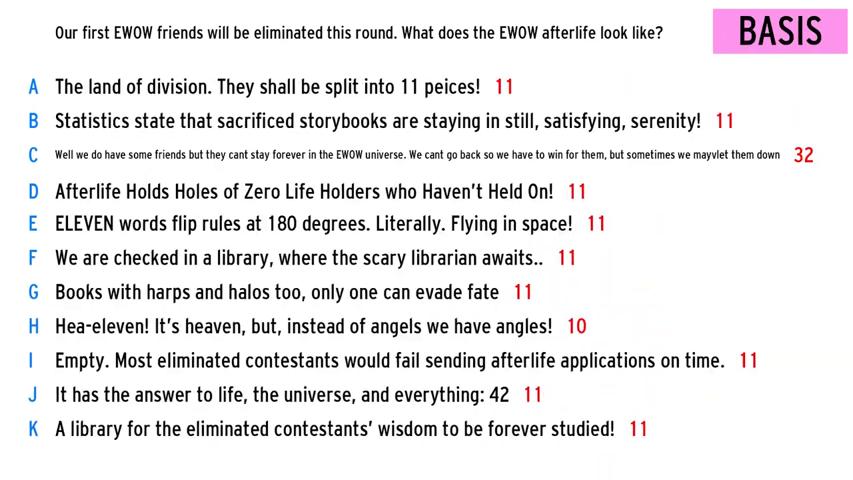 Our first EWOW friends will be eliminated this round. What does the EWOW afterlife look like?
BASIS
A The land of division. They shall be split into 11 peices! 11
B Statistics state that sacrificed storybooks are staying in still, satisfying, serenity! 11
C Well we do have some friends but they cant stay forever in the EWOW universe. We cant go back so we have to win for them, but sometimes we mayvlet them down 32
D Afterlife Holds Holes of Zero Life Holders who Haven't Held On! 11
E ELEVEN words flip rules at 180 degrees. Literally. Flying in space! 11
F We are checked in a library, where the scary librarian awaits.. 11
G Books with harps and halos too, only one can evade fate 11
H Hea-eleven! It's heaven, but, instead of angels we have angles! 10
I Empty. Most eliminated contestants would fail sending afterlife applications on time. 11
J It has the answer to life, the universe, and everything: 42 11
K A library for the eliminated contestants' wisdom to be forever studied! 11